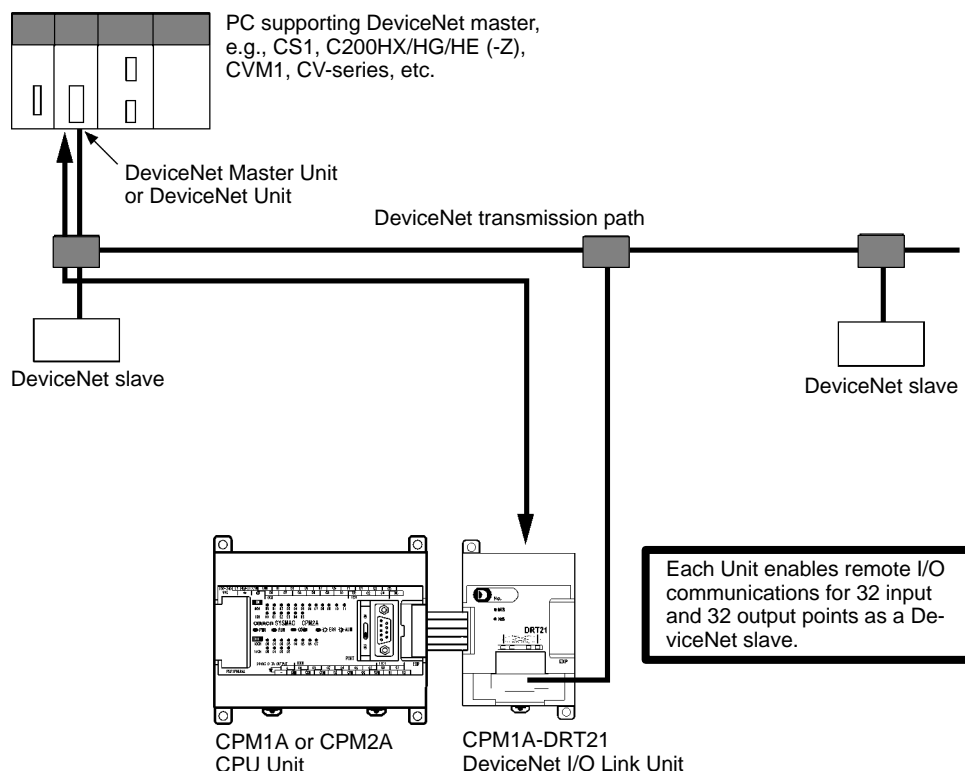 PC supporting DeviceNet master,
e.g., CS1, C200HX/HG/HE (-Z),
CVM1, CV-series, etc.
DeviceNet Master Unit
or DeviceNet Unit
DeviceNet transmission path
DeviceNet slave
DeviceNet slave
Each Unit enables remote I/O
communications for 32 input
and 32 output points as a De-
viceNet slave.
SYSMAC CPM2A
No.
DRT21
EXP
CPM1A or CPM2A
CPU Unit
CPM1A-DRT21
DeviceNet I/O Link Unit